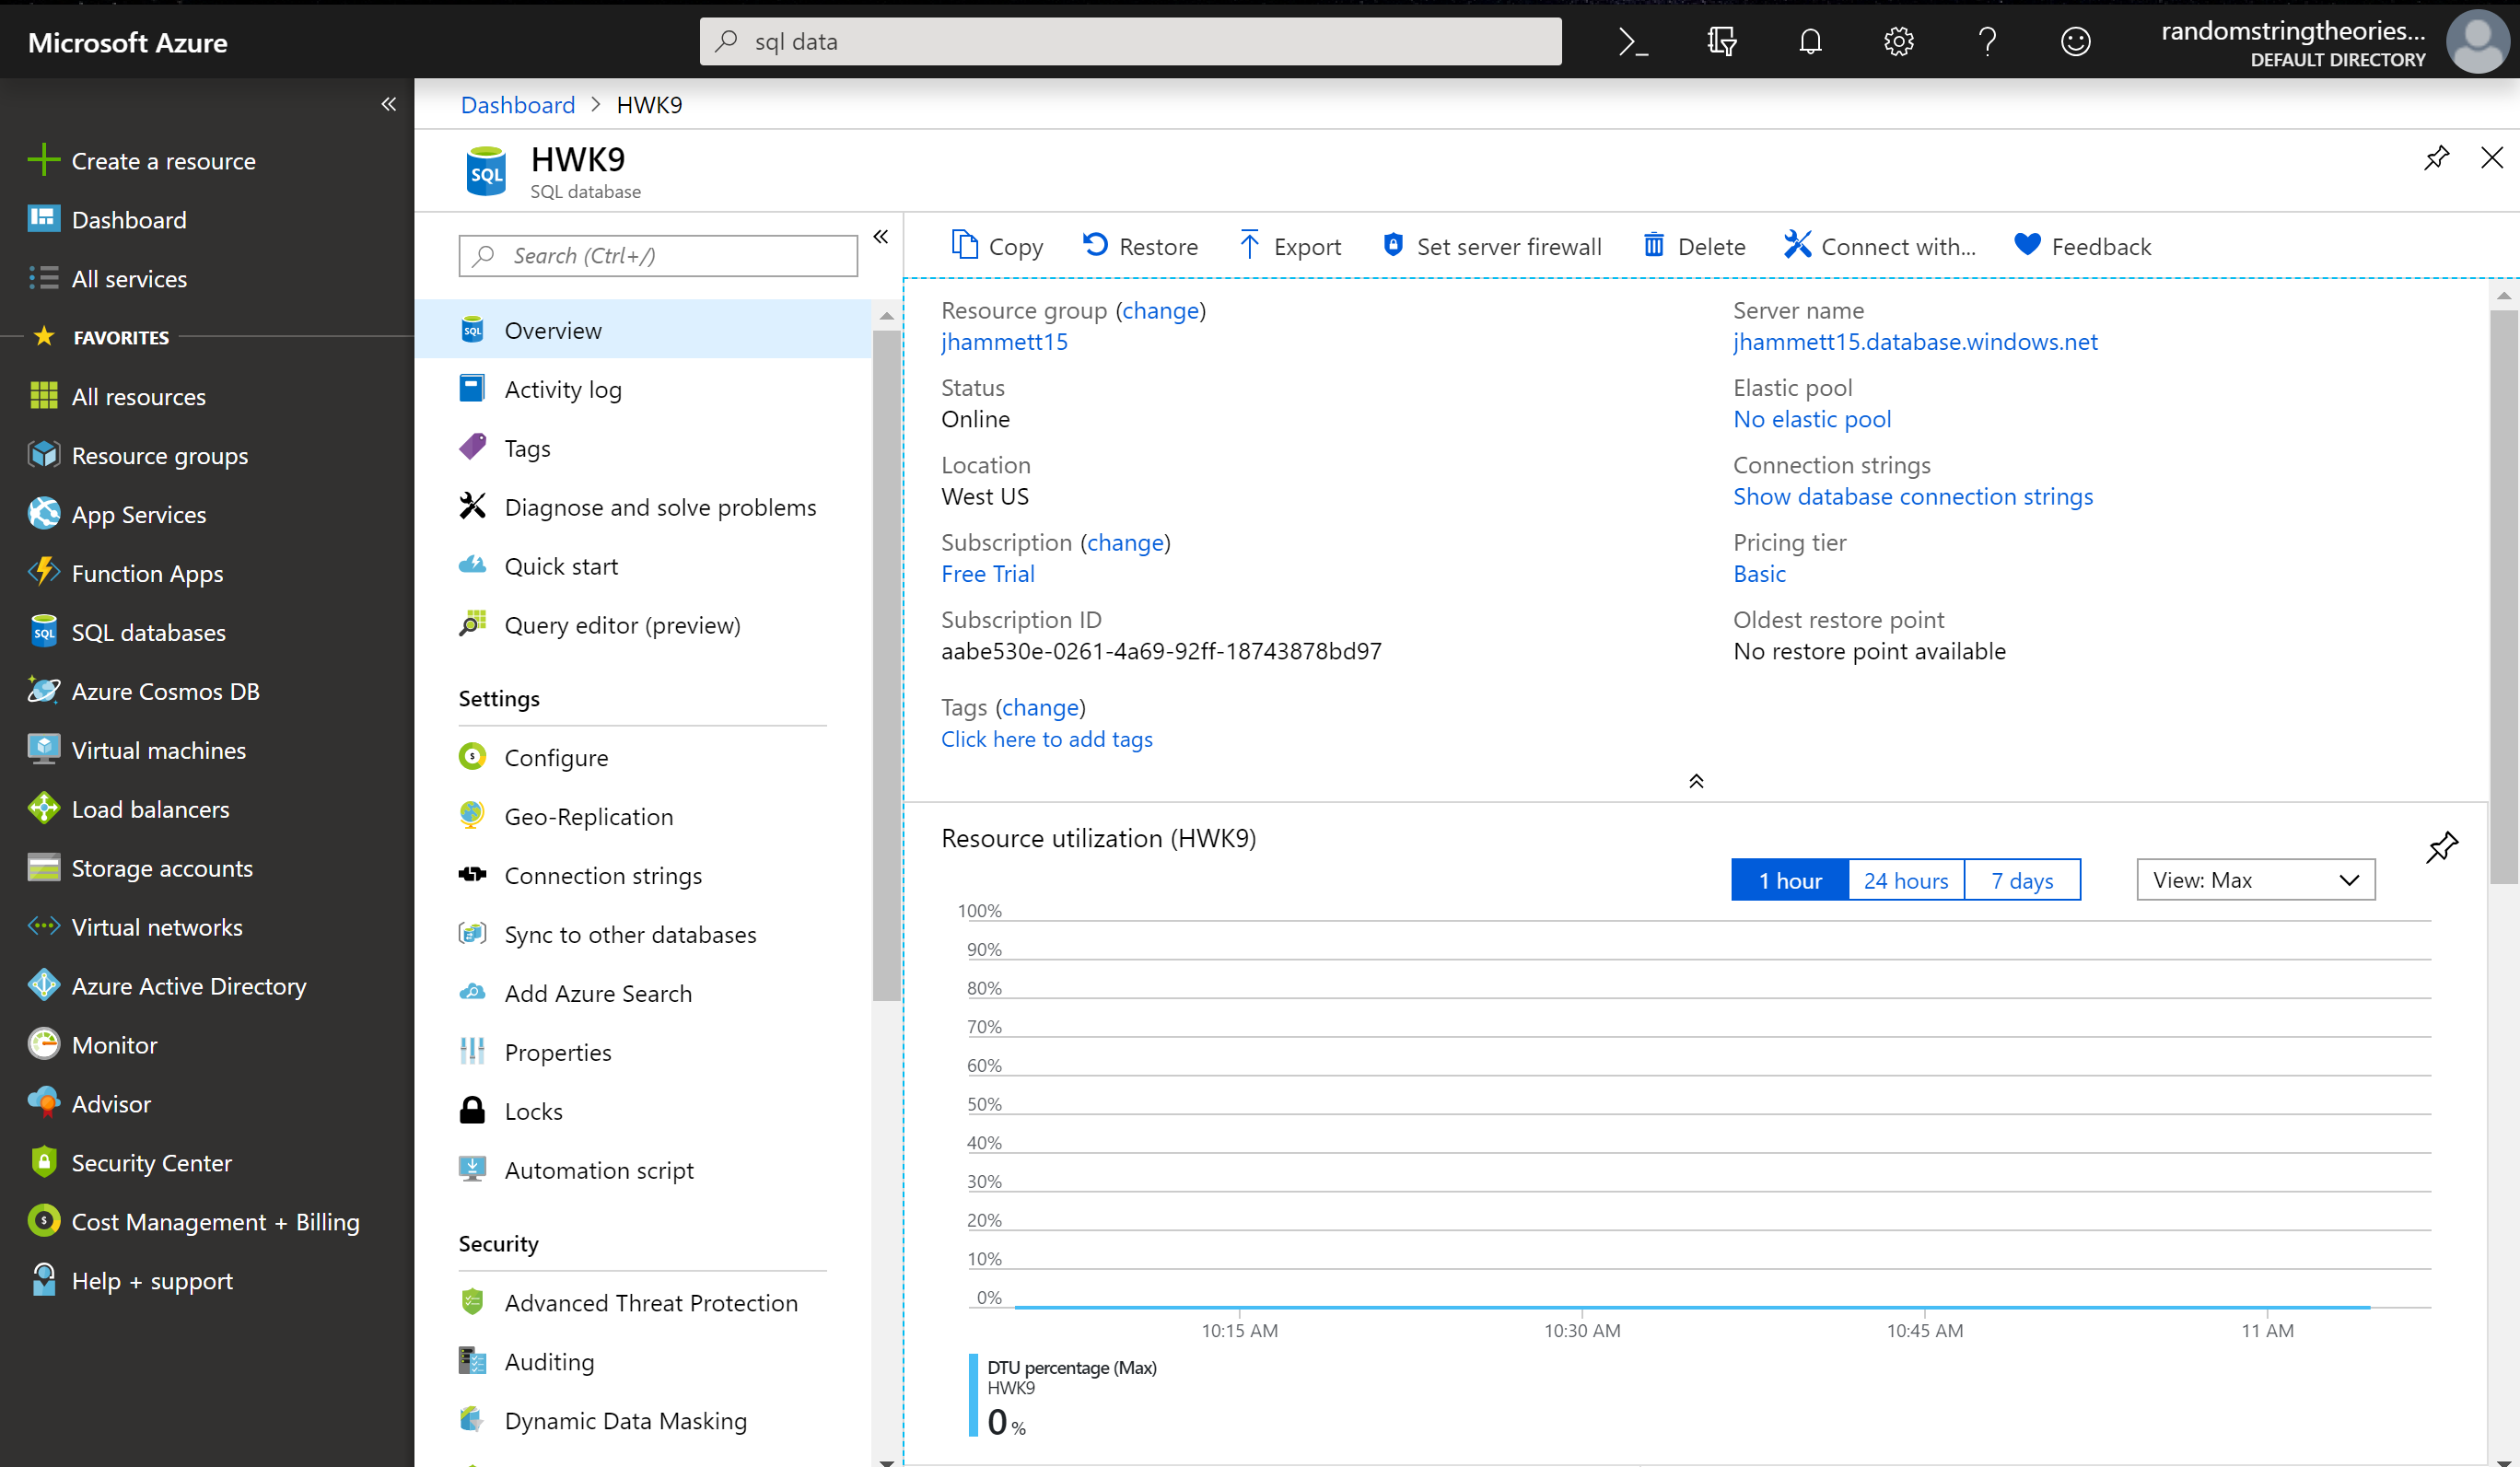 Microsoft Azure
sql data
randomstringtheories...
DEFAULT DIRECTORY
Create a resource
Dashboard
All services
FAVORITES
All resources
Resource groups
App Services
Function Apps
SQL databases
Azure Cosmos DB
Virtual machines
Load balancers
Storage accounts
Virtual networks
Azure Active Directory
Monitor
Advisor
Security Center
Cost Management + Billing
Help + support
Dashboard > HWK9
SQL
HWK9
SQL database
Search (Ctrl+/)
Overview
Activity log
Tags
Diagnose and solve problems
Quick start
Query editor (preview)
Settings
Configure
Geo-Replication
Connection strings
Sync to other databases
Add Azure Search
Properties
Locks
Automation script
Security
Advanced Threat Protection
Auditing
Dynamic Data Masking
Copy Restore Export Set server firewall Delete Connect with... Feedback
Resource group (change)
jhammett15
Status
Online
Location
West US
Subscription (change)
Free Trial
Subscription ID
aabe530e-0261-4a69-92ff-18743878bd97
Tags (change)
Click here to add tags
Server name
jhammett15.database.windows.net
Elastic pool
No elastic pool
Connection strings
Show database connection strings
Pricing tier
Basic
Oldest restore point
No restore point available
Resource utilization (HWK9)
1 hour 24 hours 7 days
View: Max
100%
90%
80%
70%
60%
50%
40%
30%
20%
10%
0%
10:15 AM 10:30 AM 10:45 AM 11 AM
DTU percentage (Max)
HWK9
0 %